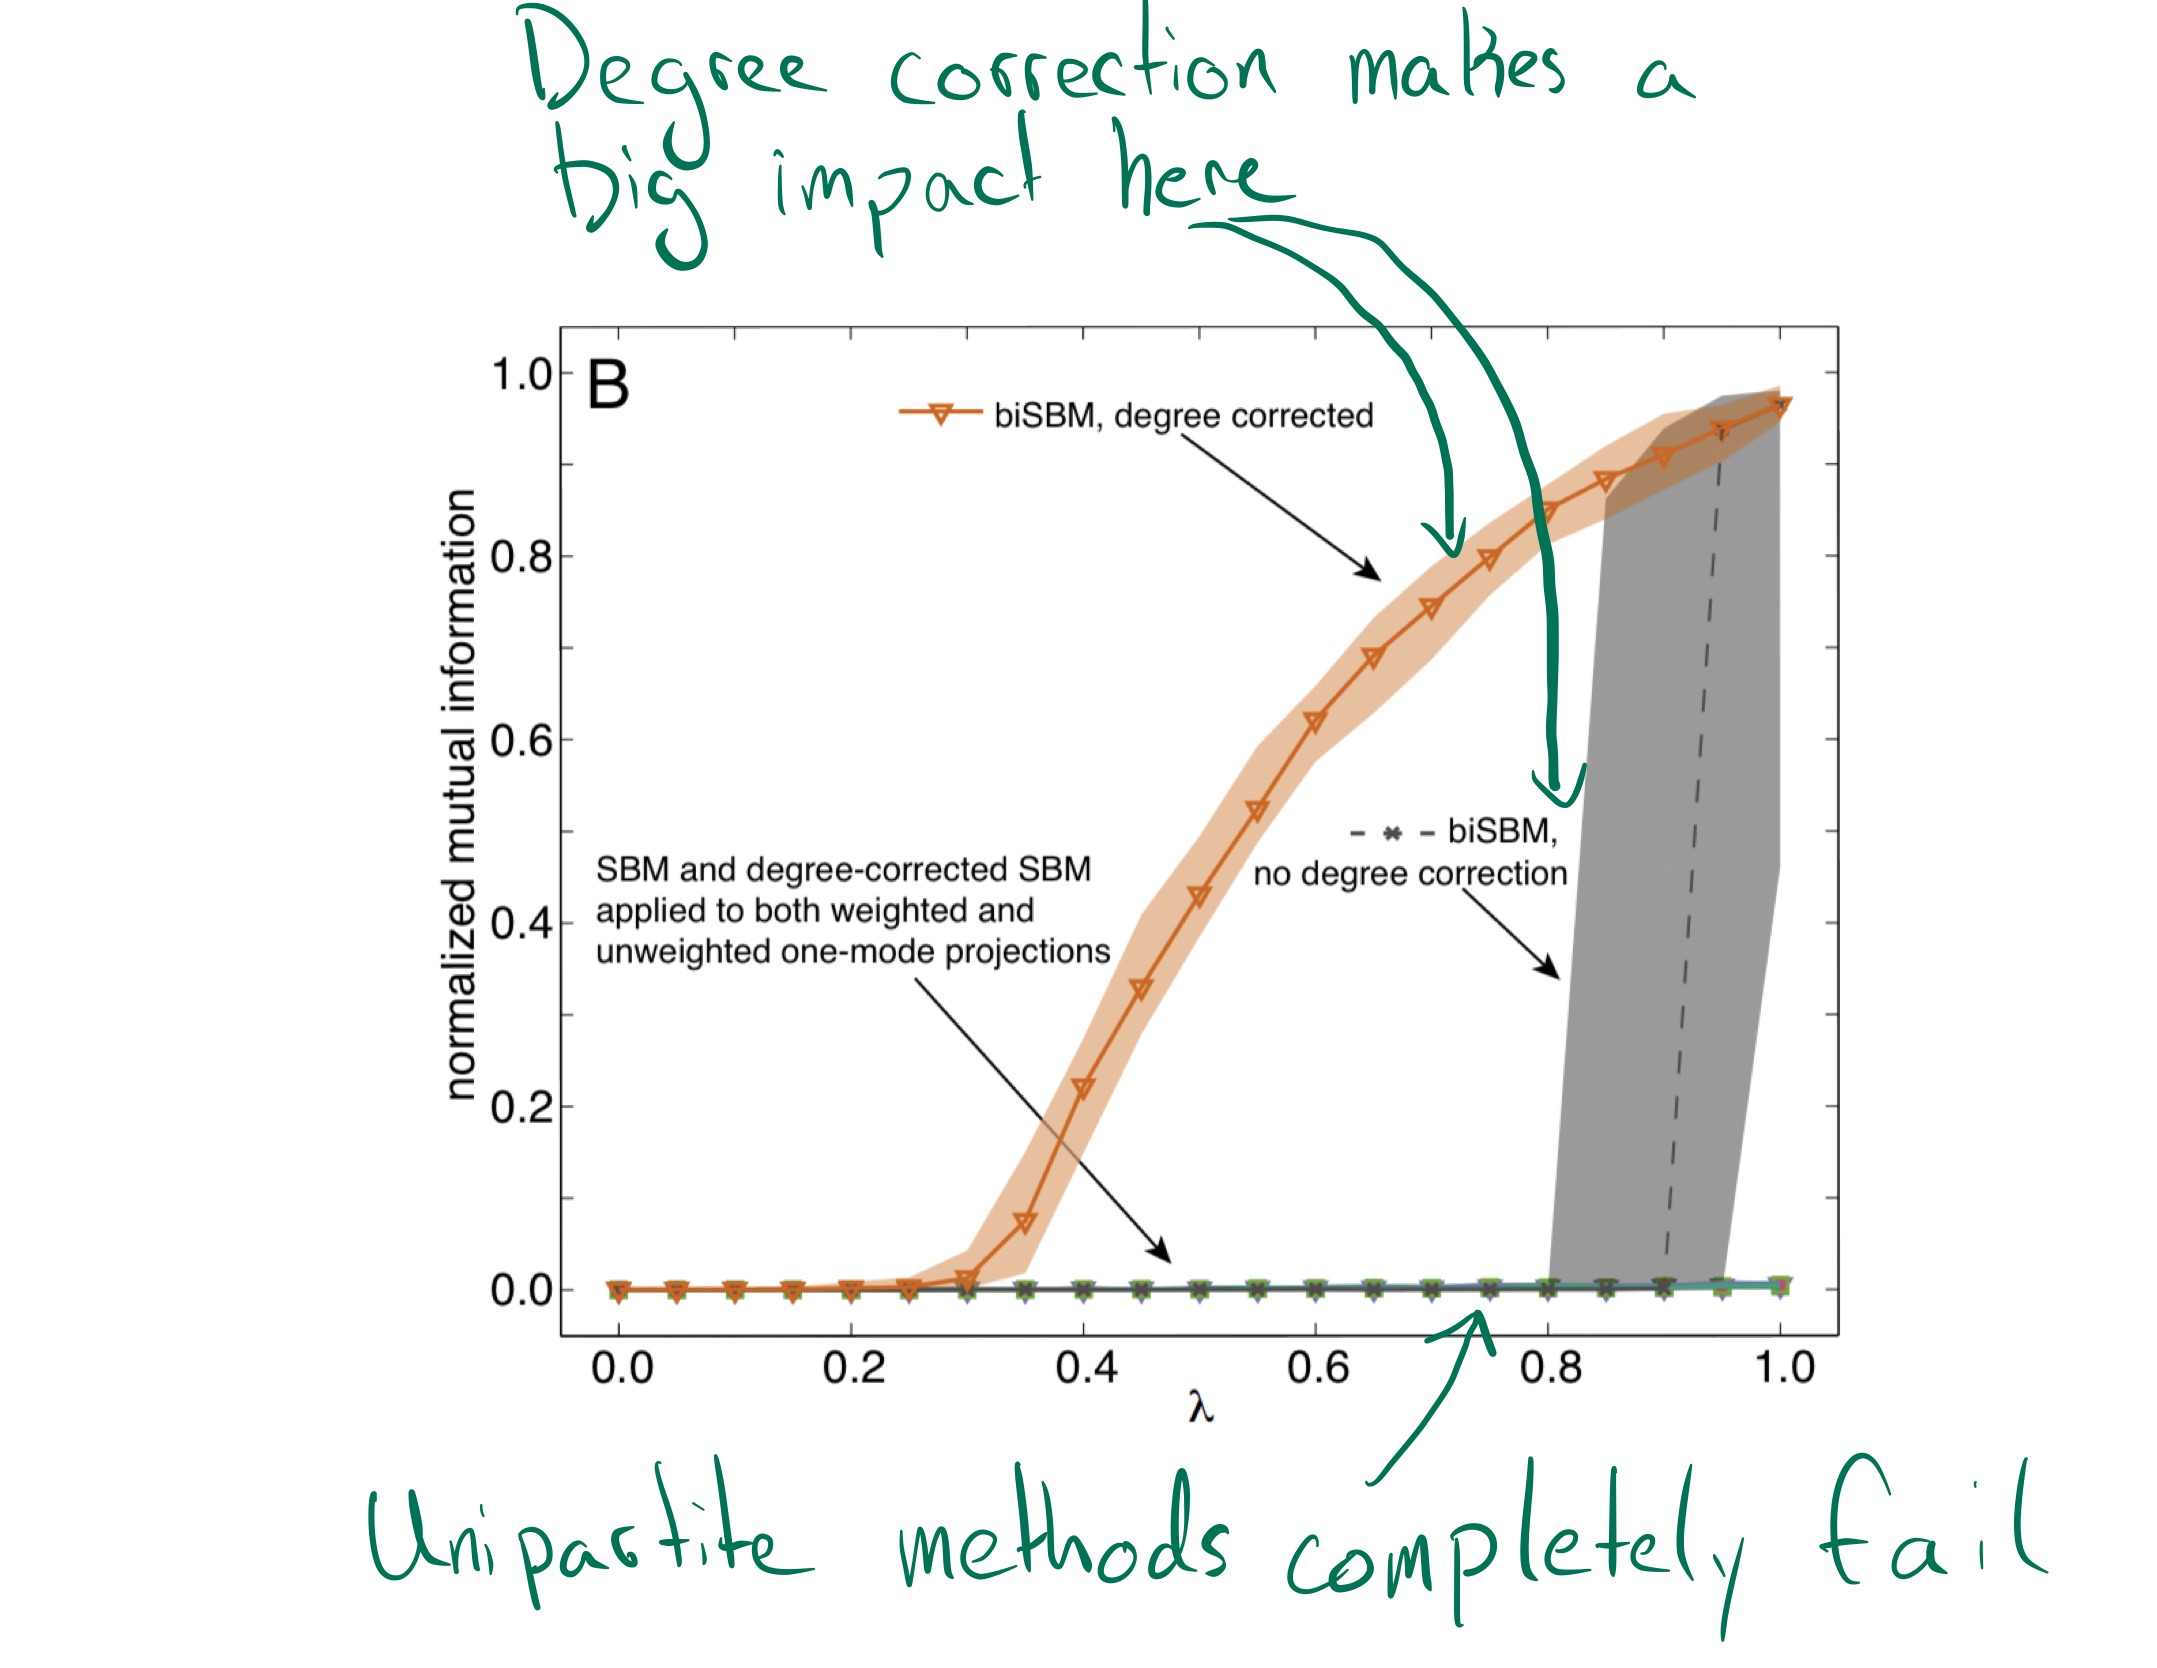 Degree correction makes a
big impact here
B
biSBM, degree corrected
biSBM,
no degree correction
SBM and degree-corrected SBM
applied to both weighted and
unweighted one-mode projections
normalized mutual information
1.0
0.8
0.6
0.4
0.2
0.0
0.0 0.2 0.4 0.6 0.8 1.0
λ
Unipartite methods completely fail